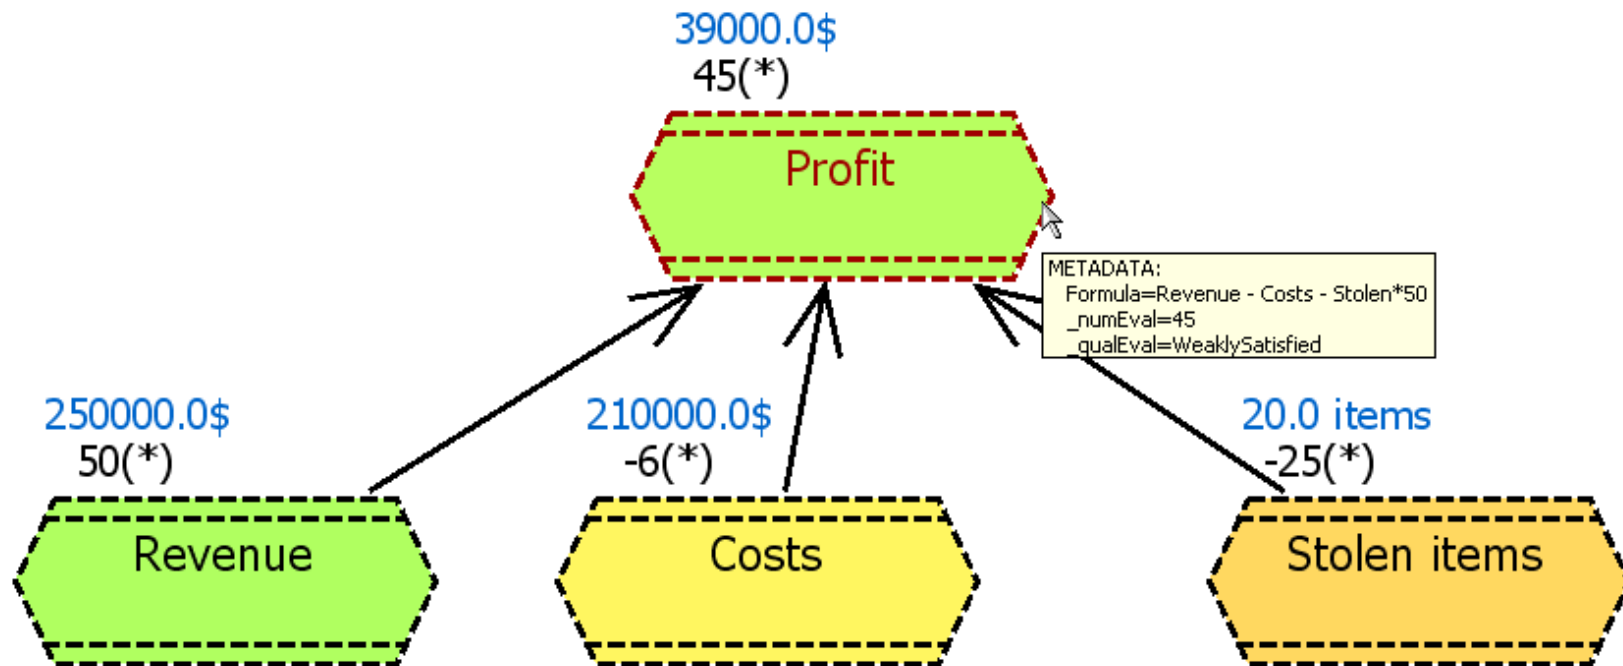 39000.0$
45(*)
Profit
METADATA:
Formula=Revenue - Costs - Stolen*50
_numEval=45
_qualEval=WeaklySatisfied
250000.0$
50(*)
Revenue
210000.0$
-6(*)
Costs
20.0 items
-25(*)
Stolen items